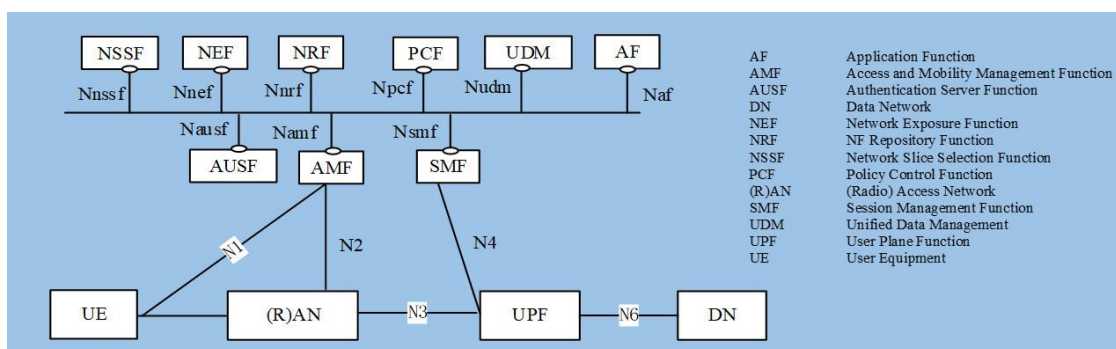 NSSF NEF NRF PCF UDM AF
Nnssf Nnef Nnrf Npcf Nudm Naf
Nausf Namf Nsmf
AUSF AMF SMF
N1 N2 N4
UE (R)AN N3 UPF N6 DN
AF Application Function
AMF Access and Mobility Management Function
AUSF Authentication Server Function
DN Data Network
NEF Network Exposure Function
NRF NF Repository Function
NSSF Network Slice Selection Function
PCF Policy Control Function
(R)AN (Radio) Access Network
SMF Session Management Function
UDM Unified Data Management
UPF User Plane Function
UE User Equipment